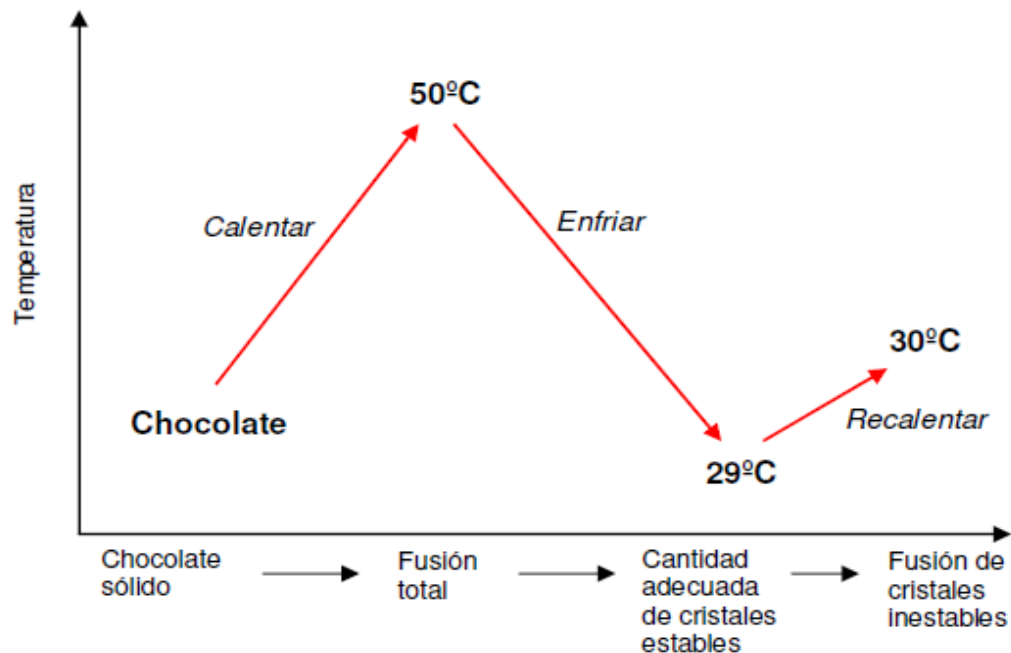 Temperatura
50ºC
Calentar
Enfriar
Chocolate
30ºC
Recalentar
29ºC
Chocolate
sólido
Fusión
total
Cantidad
adecuada
de cristales
estables
Fusión de
cristales
inestables